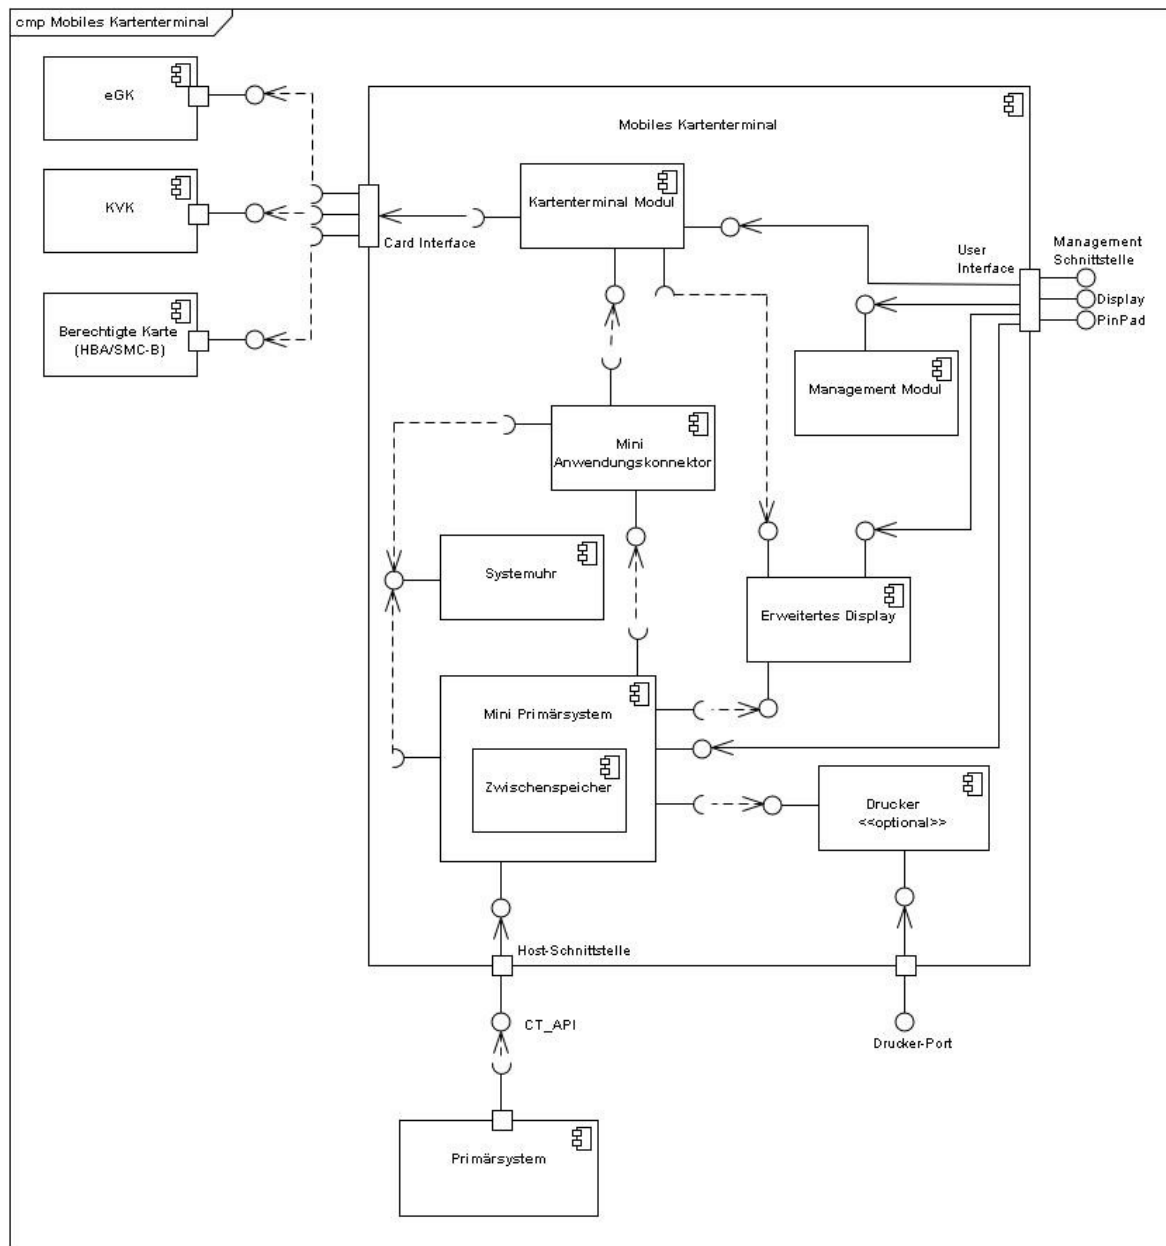 cmp Mobiles Kartenterminal
eGK
Mobiles Kartenterminal
KVK
Kartenterminal Modul
Card Interface
User
Interface
Management
Schnittstelle
Display
PinPad
Berechtigte Karte
(HBA/SMC-B)
Management Modul
Mini
Anwendungskonnektor
Systemuhr
Erweitertes Display
Mini Primärsystem
Zwischenspeicher
Drucker
<<optional>>
Host-Schnittstelle
CT_API
Drucker-Port
Primärsystem